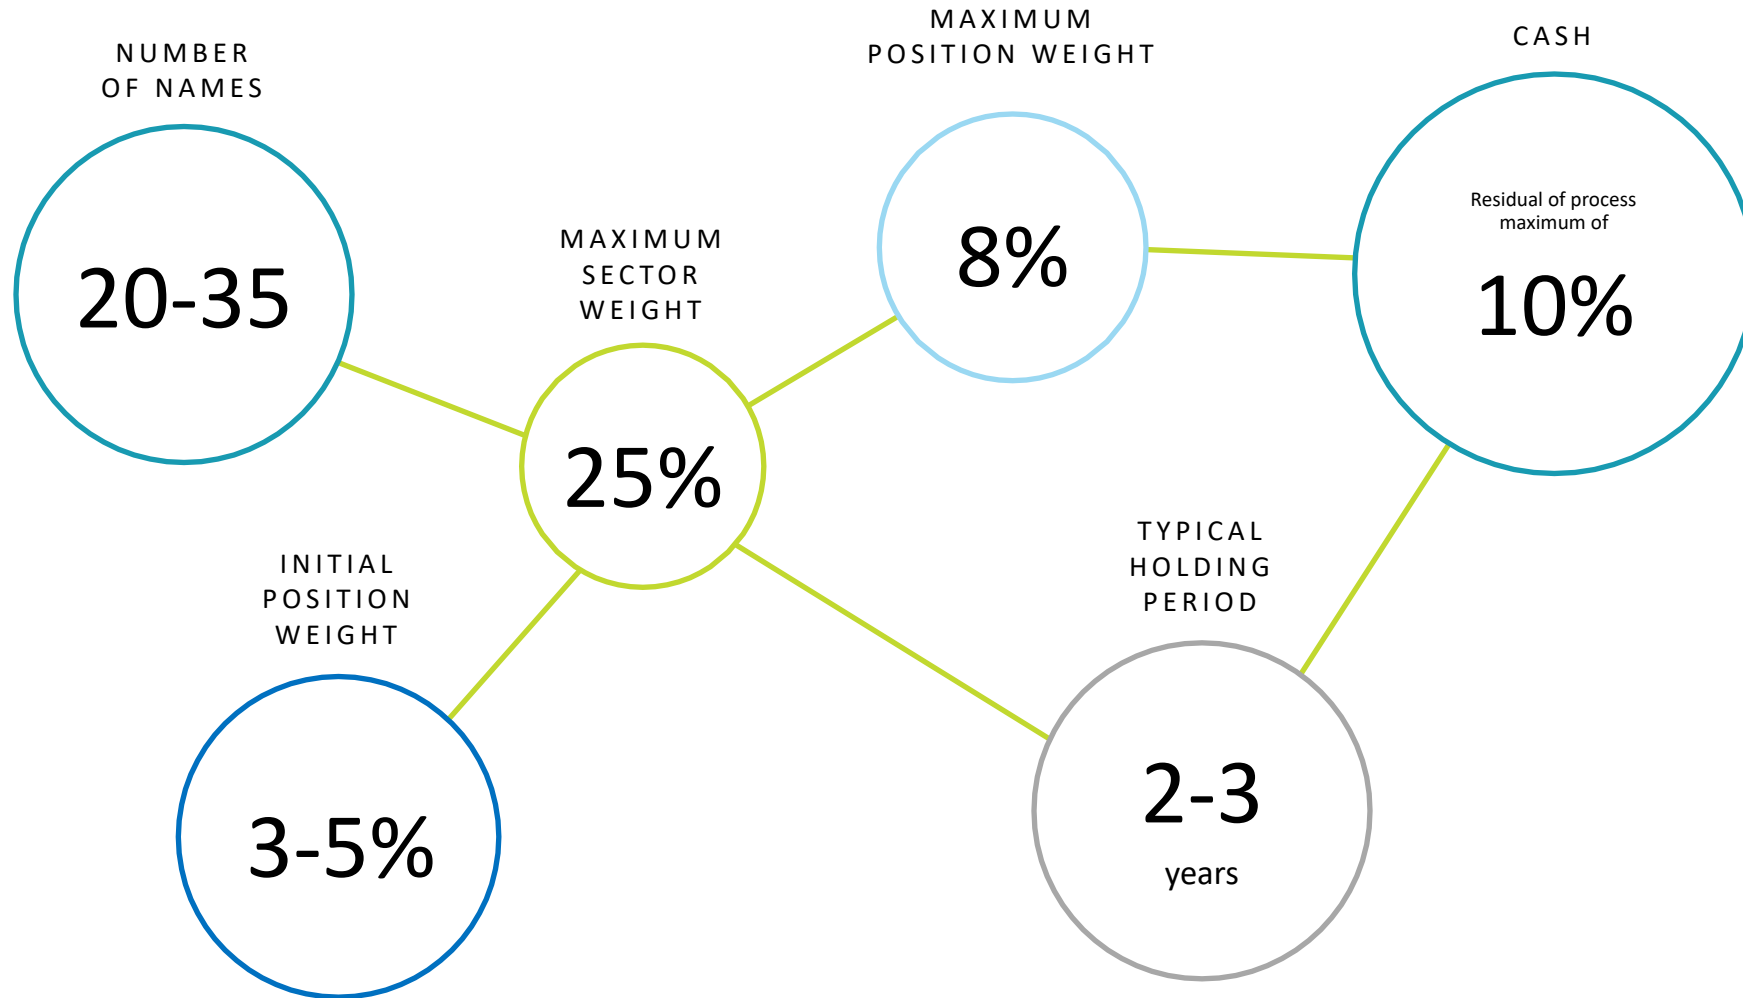 NUMBER
OF NAMES
20-35
INITIAL
POSITION
WEIGHT
3-5%
MAXIMUM
SECTOR
WEIGHT
25%
MAXIMUM
POSITION WEIGHT
8%
CASH
Residual of process
maximum of
10%
TYPICAL
HOLDING
PERIOD
2-3
years